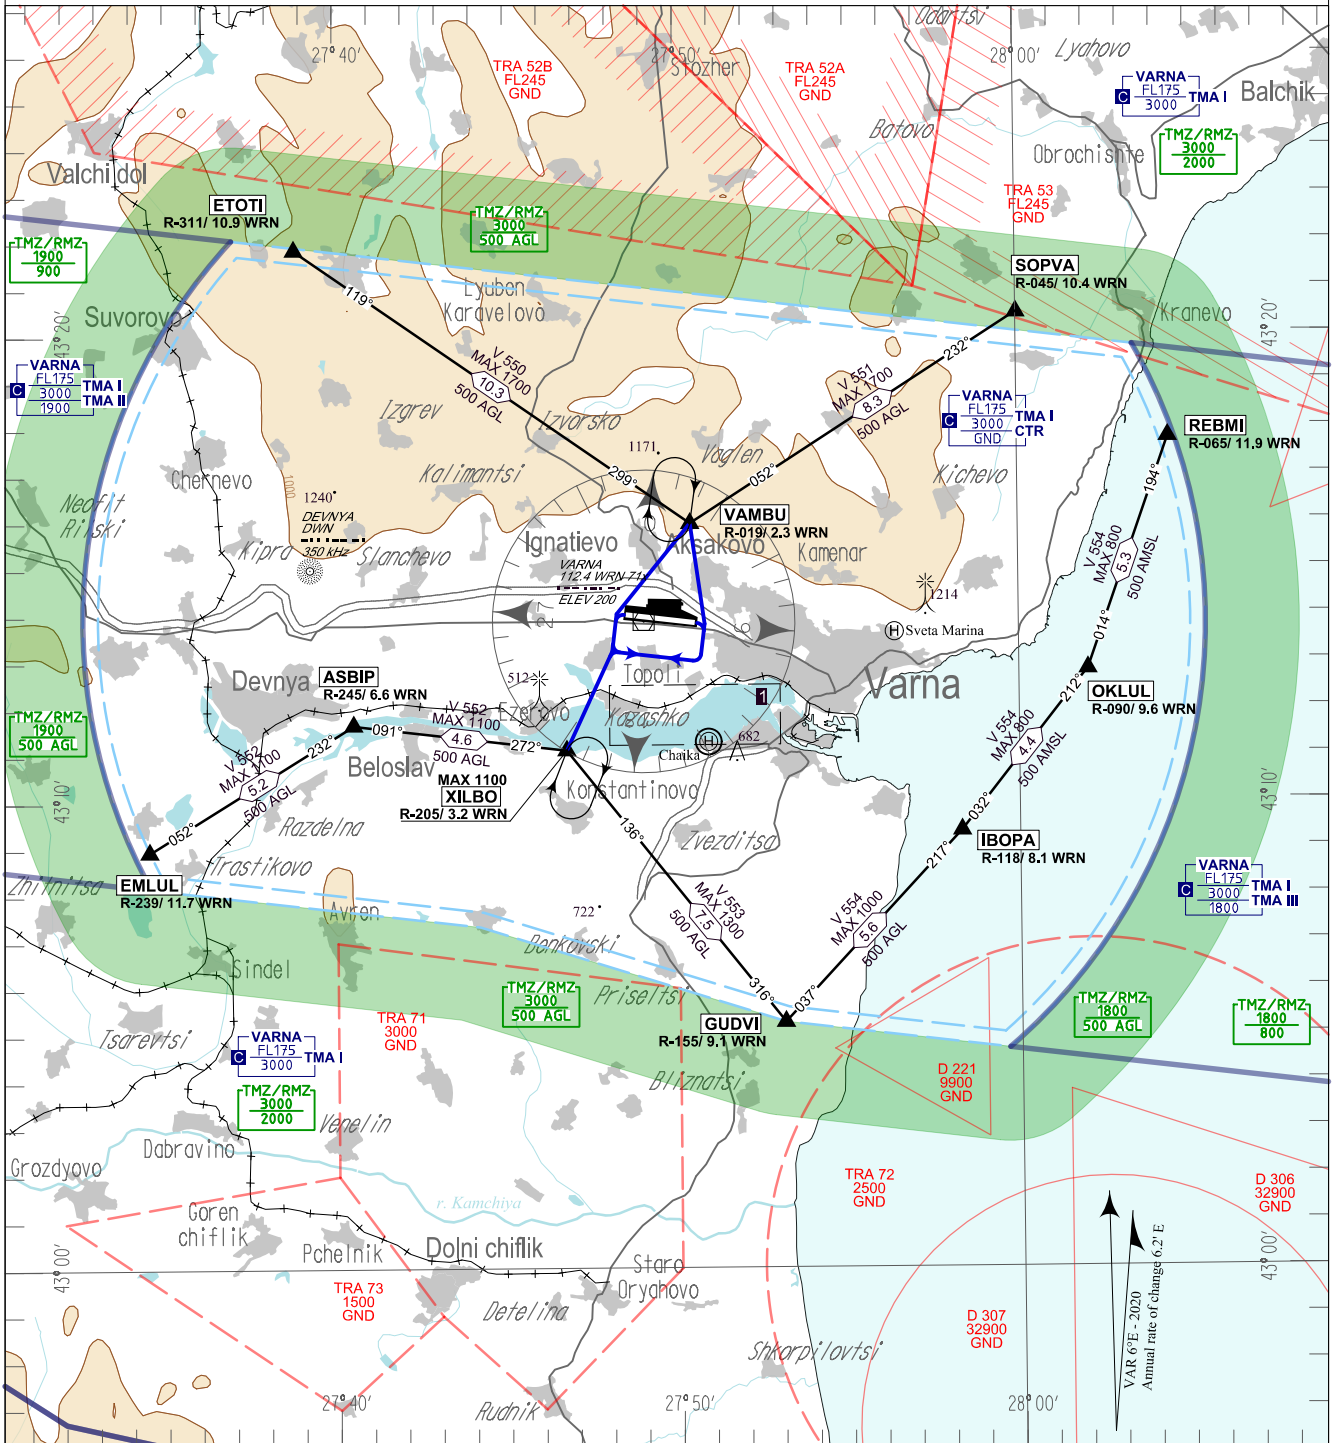 Odartsi
Lyahovo
27°40'
27°50'
28°00'
Stozher
TRA 52B
FL245
GND
TRA 52A
FL245
GND
VARNA
FL175
3000
C
TMA I
Balchik
Batovo
Obrochishte
TMZ/RMZ
3000
2000
Valchi dol
TRA 53
FL245
GND
ETOTI
R-311/ 10.9 WRN
TMZ/RMZ
3000
500 AGL
TMZ/RMZ
1900
900
SOPVA
R-045/ 10.4 WRN
Lyuben
Karavelovo
Kranevo
Suvorovo
43°20'
43°20'
119°
232°
V 550
MAX 1700
10.3
500 AGL
V 551
MAX 1700
8.3
500 AGL
VARNA
FL175
3000
1900
C
TMA I
TMA II
VARNA
FL175
3000
GND
C
TMA I
CTR
Izgrev
Izvorsko
REBMI
R-065/ 11.9 WRN
1171
Vaglen
Kalimantsi
299°
052°
Kichevo
194°
Chernevo
1000
1240
Neofit
Rilski
DEVNYA
DWN
350 kHz
VAMBU
R-019/ 2.3 WRN
Kipra
Slanchevo
Ignatievo
Aksakovo
Kamenar
V 554
MAX 800
5.3
500 AMSL
VARNA
112.4 WRN 71
ELEV 200
1214
27
9
H
Sveta Marina
014°
Topoli
Varna
Devnya
ASBIP
R-245/ 6.6 WRN
512
1
212°
OKLUL
R-090/ 9.6 WRN
Ezerovo
Kazashko
TMZ/RMZ
1900
500 AGL
V 552
MAX 1100
4.6
500 AGL
091°
272°
232°
682
Chaika
H
V 554
MAX 800
4.4
500 AMSL
V 552
MAX 1100
5.2
500 AGL
Beloslav
MAX 1100
XILBO
R-205/ 3.2 WRN
Konstantinovo
43°10'
43°10'
032°
136°
Razdelna
052°
Zvezditsa
IBOPA
R-118/ 8.1 WRN
217°
Trastikovo
Zhitnitsa
EMLUL
R-239/ 11.7 WRN
VARNA
FL175
3000
1800
C
TMA I
TMA III
V 553
MAX 1300
7.5
500 AGL
V 554
MAX 1000
5.6
500 AGL
Avren
722
Benkovski
Sindel
316°
037°
Priseltsi
TMZ/RMZ
3000
500 AGL
TMZ/RMZ
1800
500 AGL
TMZ/RMZ
1800
800
TRA 71
3000
GND
GUDVI
R-155/ 9.1 WRN
Tsarevtsi
VARNA
FL175
3000
C
TMA I
D 221
9900
GND
Bliznatsi
TMZ/RMZ
3000
2000
Venelin
Dabravino
Grozdyovo
TRA 72
2500
GND
D 306
32900
GND
r. Kamchiya
Goren
chiflik
Pchelnik
Dolni chiflik
43°00'
43°00'
Staro
Oryahovo
TRA 73
1500
GND
Detelina
D 307
32900
GND
Shkorpilovtsi
VAR 6°E - 2020
Annual rate of change 6.2' E
27°40'
27°50'
28°00'
Rudnik